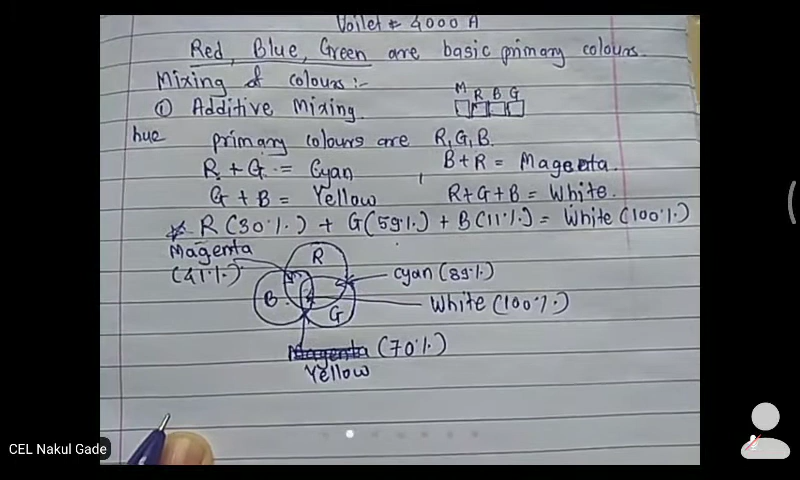 Voilet = 4000 A
Red, Blue, Green are basic primary colours.
Mixing of colours :-
① Additive Mixing.
M R B G
hue primary colours are R, G, B.
R + G = Cyan
B + R = Magenta.
G + B = Yellow
R+G+B = White.
* R (30%) + G(59%) + B(11%) = White (100%)
Magenta
(41%)
R
B
G
Cyan (89%)
White (100%)
(70%)
Yellow
CEL Nakul Gade